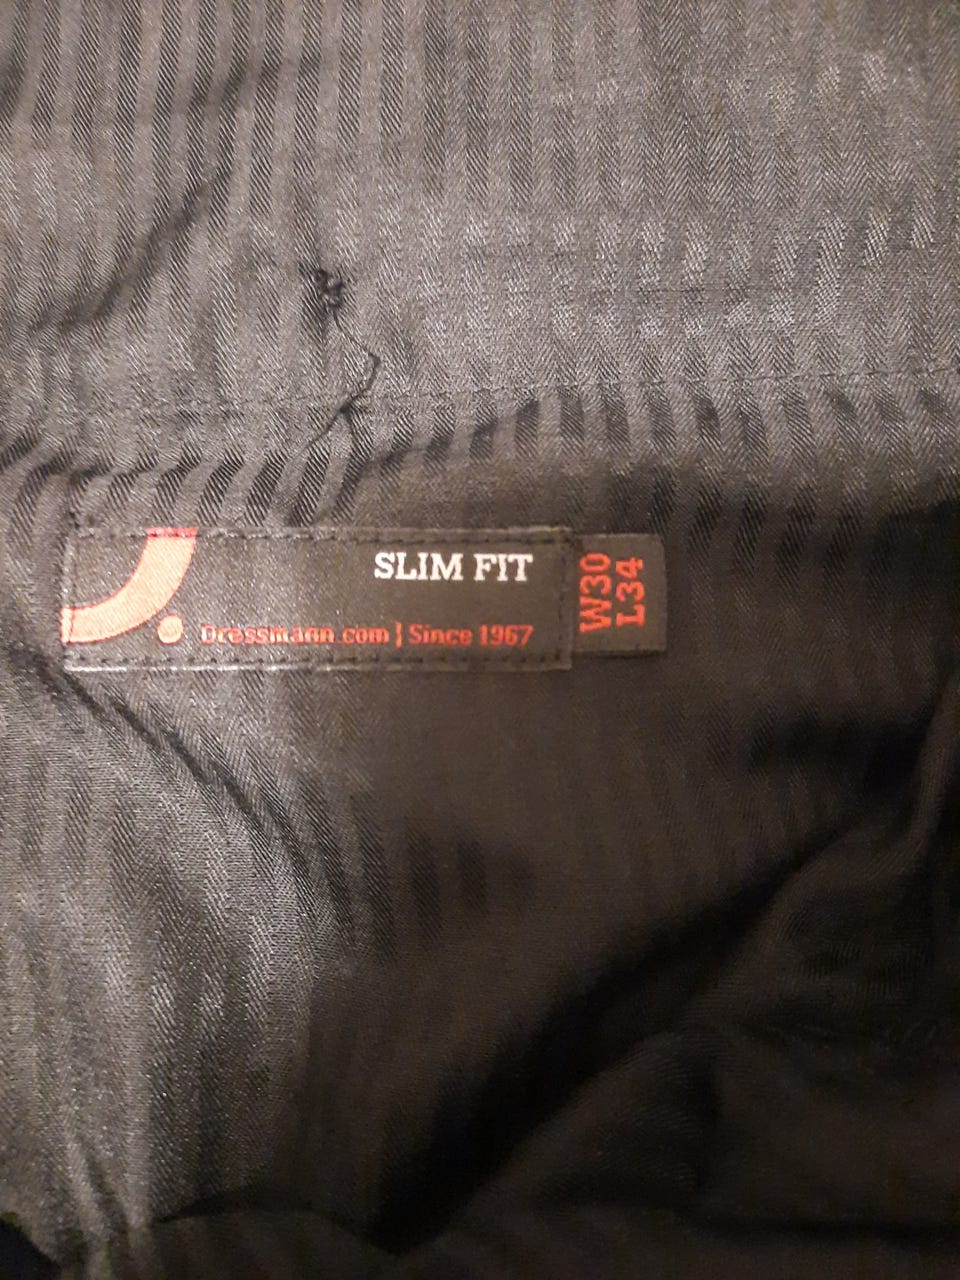 SLIM FIT
Dressmann.com | Since 1967
W30
L34